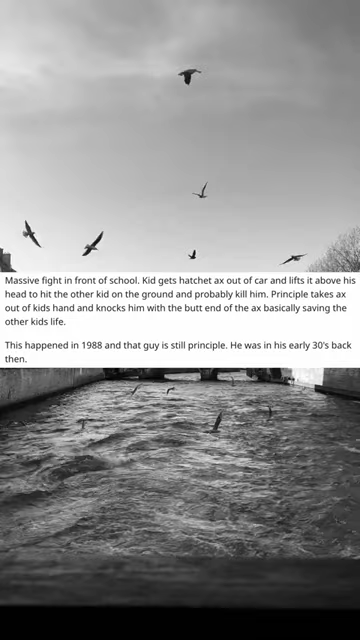 Massive fight in front of school. Kid gets hatchet ax out of car and lifts it above his
head to hit the other kid on the ground and probably kill him. Principle takes ax
out of kids hand and knocks him with the butt end of the ax basically saving the
other kids life.
This happened in 1988 and that guy is still principle. He was in his early 30's back
then.